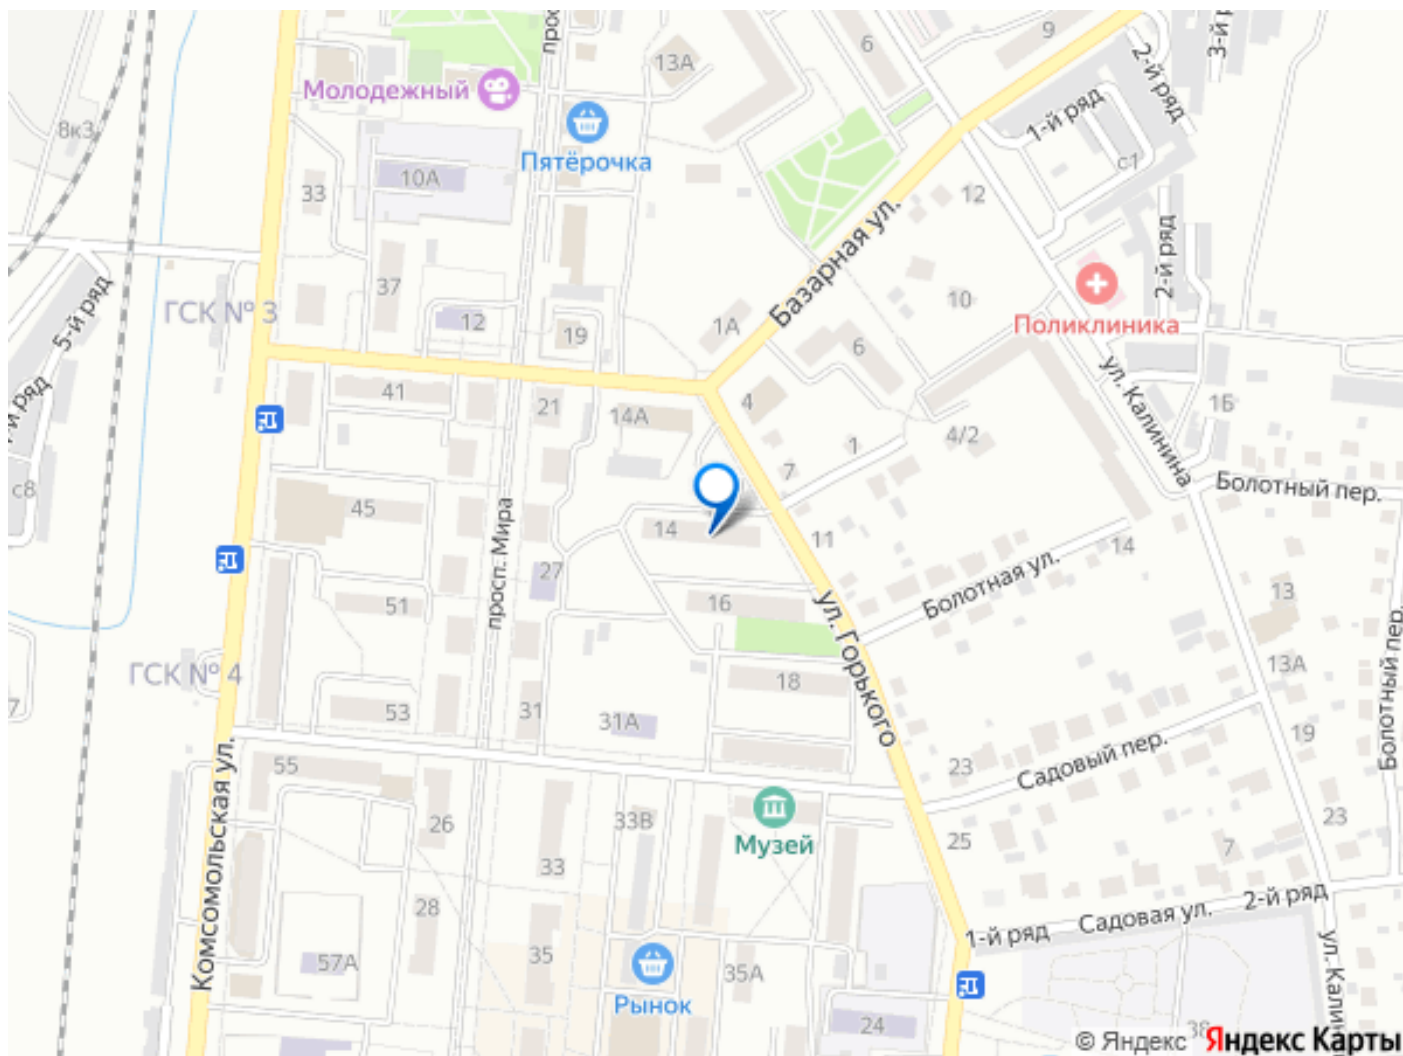 прос
6
9
3-й р
2-й ряд
13А
Молодежный
8к3
1-й ряд
Пятёрочка
с1
10А
33
12
Базарная ул.
2-й ряд
37
ГСК № 3
5-й ряд
10
12
1А
19
6
Поликлиника
ул. Калинина
й ряд
41
21
14А
4
1Б
7
1
4/2
с8
45
Болотный пер.
просп. Мира
14
11
14
27
Болотная ул.
13
51
16
ул. Горького
13А
ГСК № 4
18
Болотный пер.
7
53
31
31А
19
Садовый пер.
55
23
Комсомольская ул.
26
33В
Музей
25
23
7
33
28
2-й ряд
Садовая ул.
1-й ряд
35
57А
35А
ул. Калин
Рынок
24
38
© Яндекс Яндекс Карты